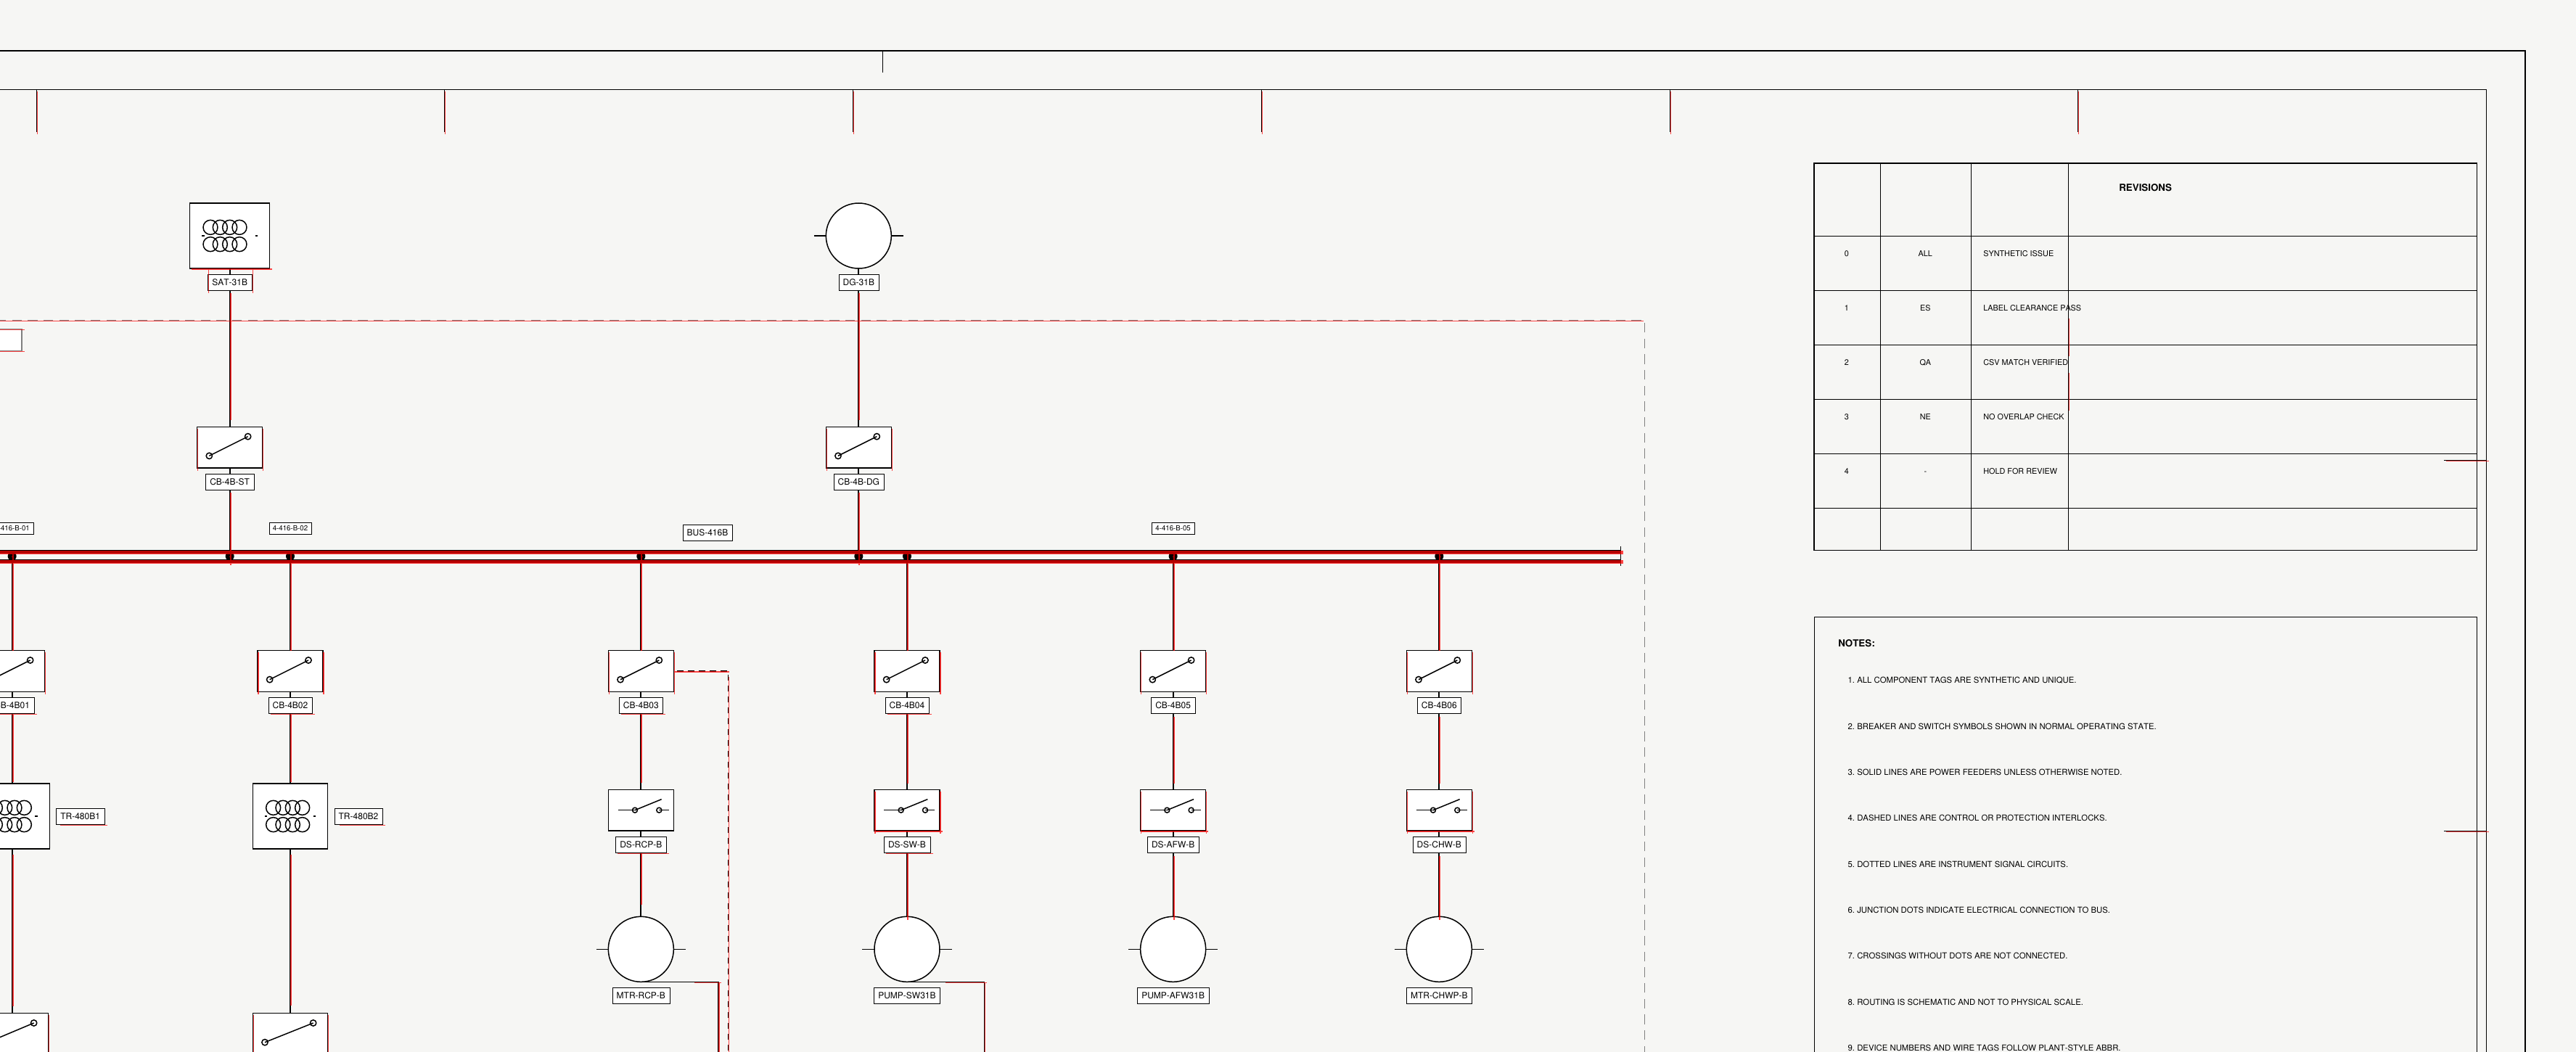 REVISIONS
0 ALL SYNTHETIC ISSUE
1 ES LABEL CLEARANCE PASS
2 QA CSV MATCH VERIFIED
3 NE NO OVERLAP CHECK
4 - HOLD FOR REVIEW
SAT-31B
DG-31B
CB-4B-ST
CB-4B-DG
416-B-01
4-416-B-02
BUS-416B
4-416-B-05
B-4B01
CB-4B02
CB-4B03
CB-4B04
CB-4B05
CB-4B06
TR-480B1
TR-480B2
DS-RCP-B
DS-SW-B
DS-AFW-B
DS-CHW-B
MTR-RCP-B
PUMP-SW31B
PUMP-AFW31B
MTR-CHWP-B
NOTES:
1. ALL COMPONENT TAGS ARE SYNTHETIC AND UNIQUE.
2. BREAKER AND SWITCH SYMBOLS SHOWN IN NORMAL OPERATING STATE.
3. SOLID LINES ARE POWER FEEDERS UNLESS OTHERWISE NOTED.
4. DASHED LINES ARE CONTROL OR PROTECTION INTERLOCKS.
5. DOTTED LINES ARE INSTRUMENT SIGNAL CIRCUITS.
6. JUNCTION DOTS INDICATE ELECTRICAL CONNECTION TO BUS.
7. CROSSINGS WITHOUT DOTS ARE NOT CONNECTED.
8. ROUTING IS SCHEMATIC AND NOT TO PHYSICAL SCALE.
9. DEVICE NUMBERS AND WIRE TAGS FOLLOW PLANT-STYLE ABBR.